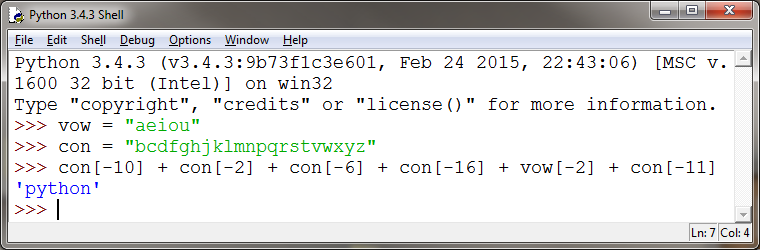 Python 3.4.3 Shell
File Edit Shell Debug Options Window Help
Python 3.4.3 (v3.4.3:9b73f1c3e601, Feb 24 2015, 22:43:06) [MSC v.
1600 32 bit (Intel)] on win32
Type "copyright", "credits" or "license()" for more information.
>>> vow = "aeiou"
>>> con = "bcdfghjklmnpqrstvwxyz"
>>> con[-10] + con[-2] + con[-6] + con[-16] + vow[-2] + con[-11]
'python'
>>>
Ln: 7 Col: 4